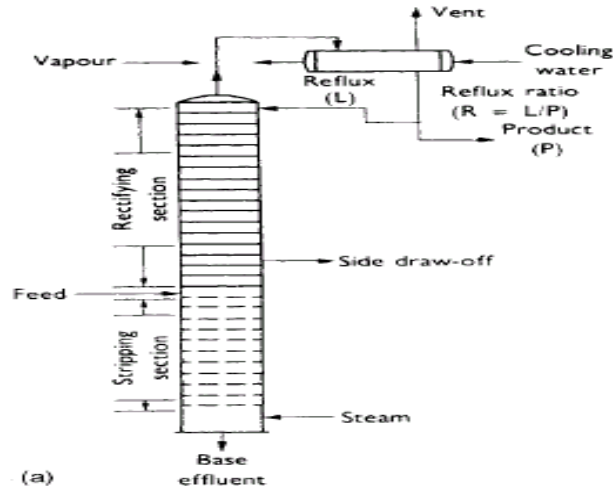 Vent
Vapour
Cooling
water
Reflux
(L)
Reflux ratio
(R = L/P)
Product
(P)
Rectifying
section
Side draw-off
Feed
Stripping
section
Steam
Base
effluent
(a)